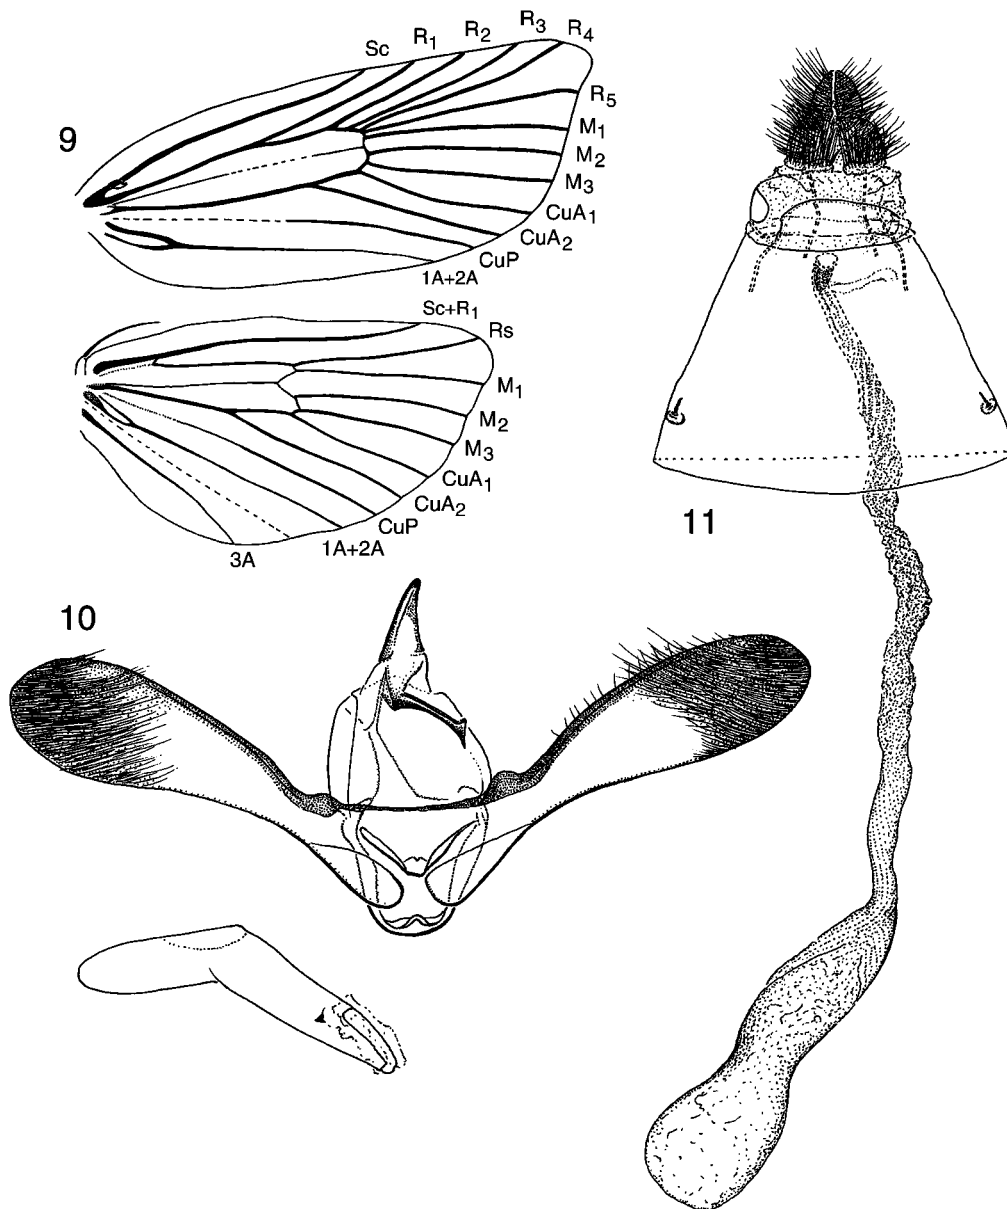 9
Sc
R1
R2
R3
R4
R5
M1
M2
M3
CuA1
CuA2
CuP
1A+2A
Sc+R1
Rs
M1
M2
M3
CuA1
CuA2
CuP
1A+2A
3A
10
11